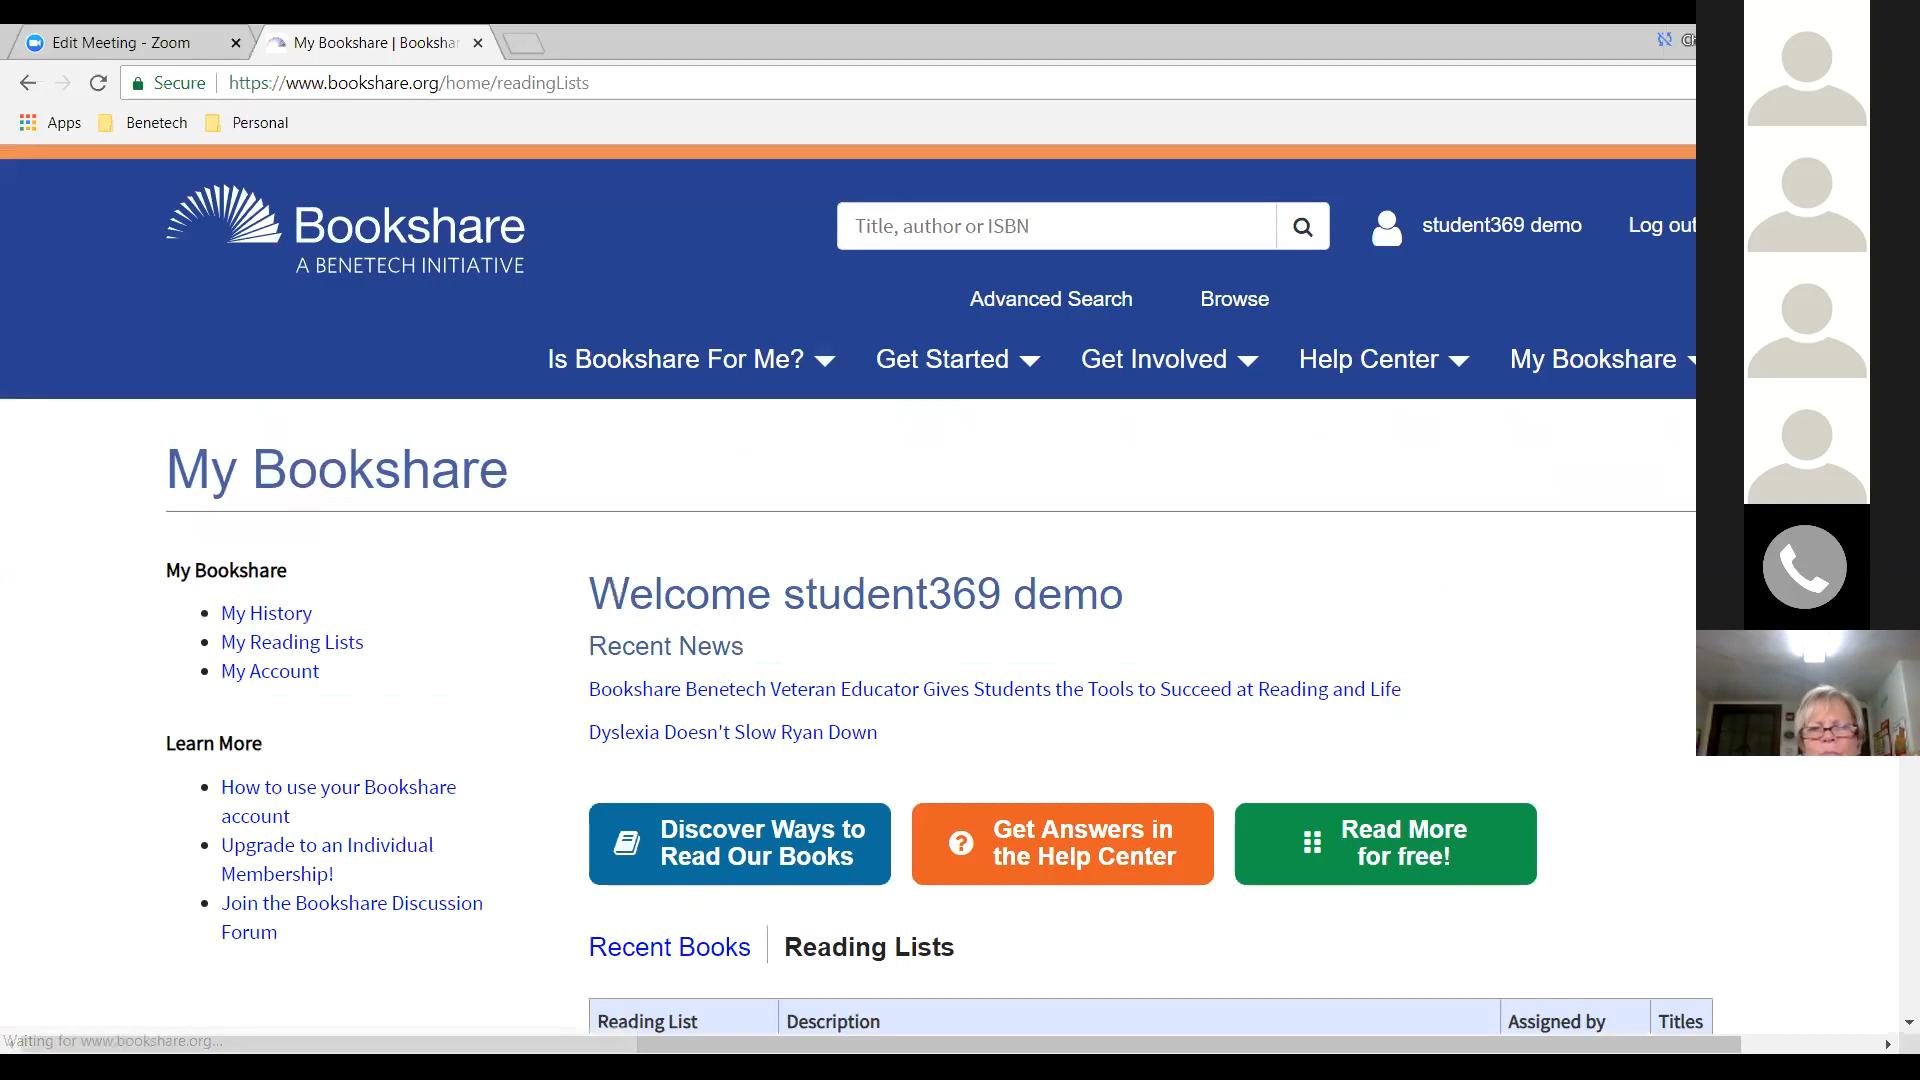 Edit Meeting - Zoom
My Bookshare | Bookshar
Secure
https://www.bookshare.org/home/readingLists
Apps
Benetech
Personal
Bookshare
A BENETECH INITIATIVE
Title, author or ISBN
student369 demo
Log out
Advanced Search
Browse
Is Bookshare For Me?
Get Started
Get Involved
Help Center
My Bookshare
My Bookshare
My Bookshare
My History
My Reading Lists
My Account
Learn More
How to use your Bookshare
account
Upgrade to an Individual
Membership!
Join the Bookshare Discussion
Forum
Welcome student369 demo
Recent News
Bookshare Benetech Veteran Educator Gives Students the Tools to Succeed at Reading and Life
Dyslexia Doesn't Slow Ryan Down
Discover Ways to
Read Our Books
Get Answers in
the Help Center
Read More
for free!
Recent Books
Reading Lists
Reading List
Description
Assigned by
Titles
Waiting for www.bookshare.org...